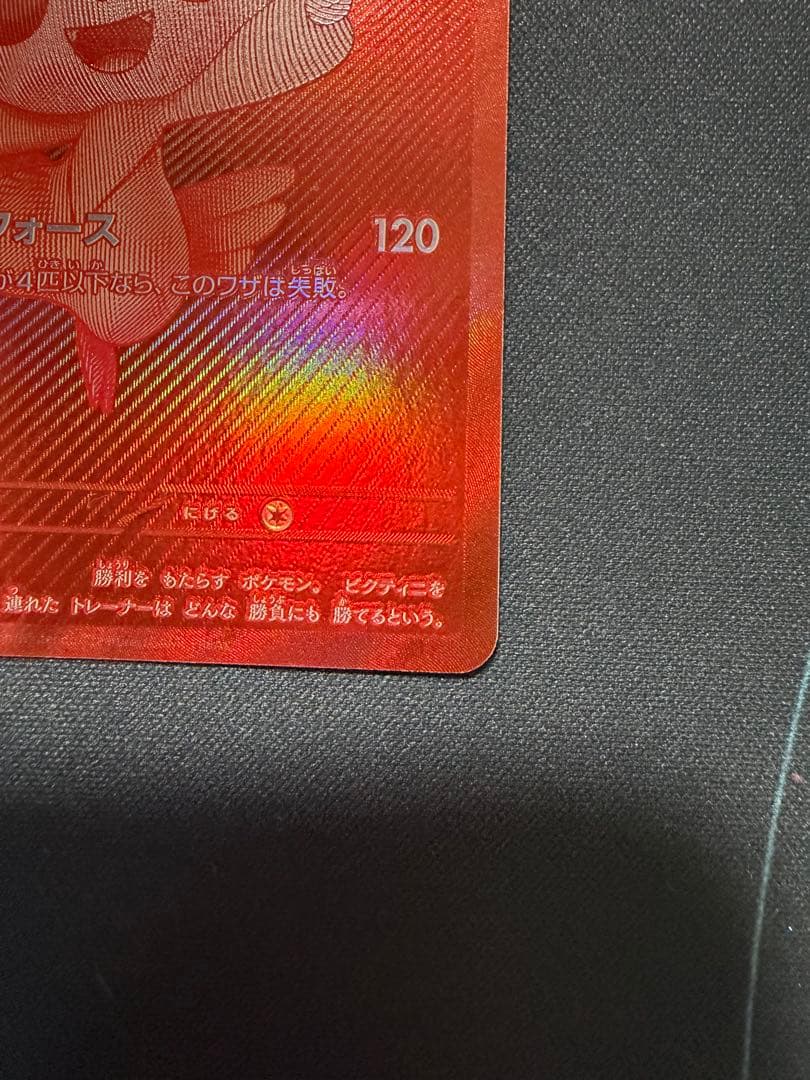 フォース 120
が4匹以下なら、このワザは失敗。
にげる
勝利を もたらす ポケモン。 ビクティニを
連れた トレーナーは どんな 勝負にも 勝てるという。